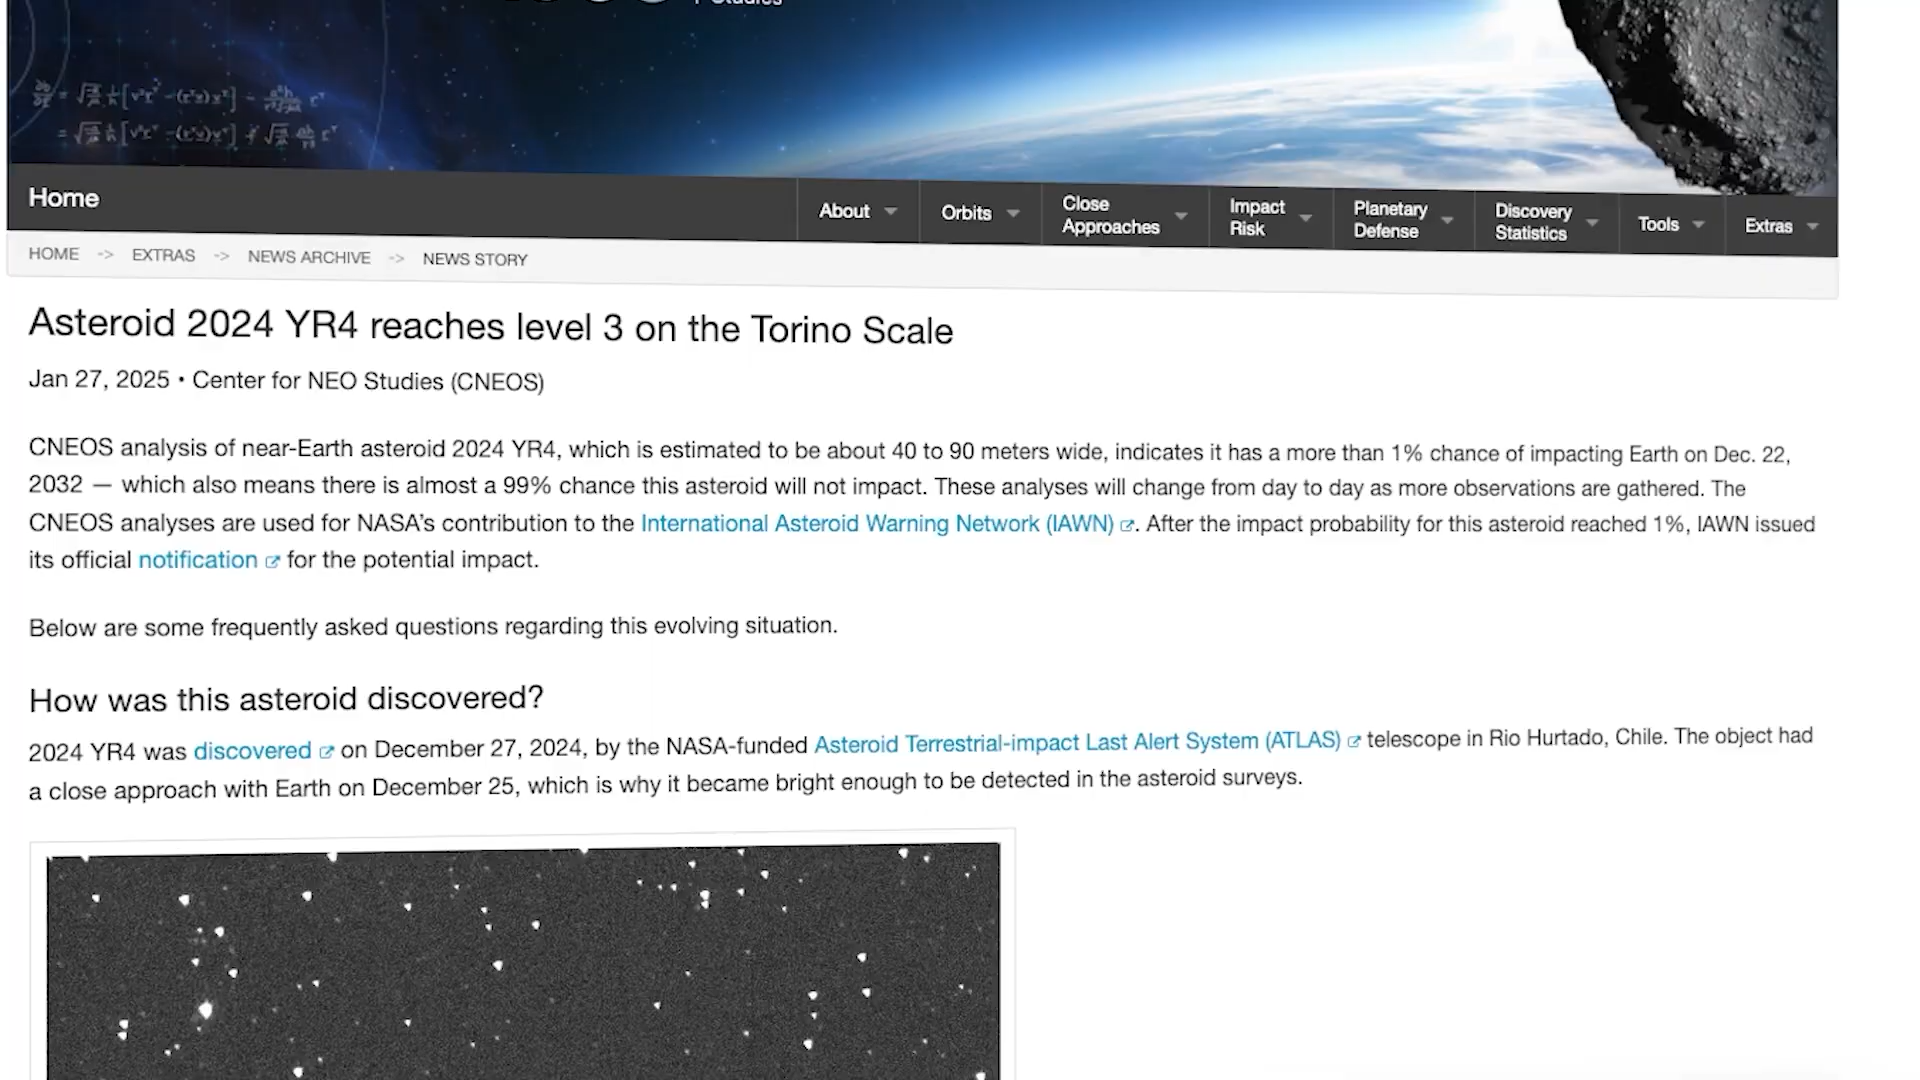 Studies
Home
About
Orbits
Close
Approaches
Impact
Risk
Planetary
Defense
Discovery
Statistics
Tools
Extras
HOME -> EXTRAS -> NEWS ARCHIVE -> NEWS STORY
Asteroid 2024 YR4 reaches level 3 on the Torino Scale
Jan 27, 2025 • Center for NEO Studies (CNEOS)
CNEOS analysis of near-Earth asteroid 2024 YR4, which is estimated to be about 40 to 90 meters wide, indicates it has a more than 1% chance of impacting Earth on Dec. 22,
2032 — which also means there is almost a 99% chance this asteroid will not impact. These analyses will change from day to day as more observations are gathered. The
CNEOS analyses are used for NASA's contribution to the International Asteroid Warning Network (IAWN). After the impact probability for this asteroid reached 1%, IAWN issued
its official notification for the potential impact.
Below are some frequently asked questions regarding this evolving situation.
How was this asteroid discovered?
2024 YR4 was discovered on December 27, 2024, by the NASA-funded Asteroid Terrestrial-impact Last Alert System (ATLAS) telescope in Rio Hurtado, Chile. The object had
a close approach with Earth on December 25, which is why it became bright enough to be detected in the asteroid surveys.